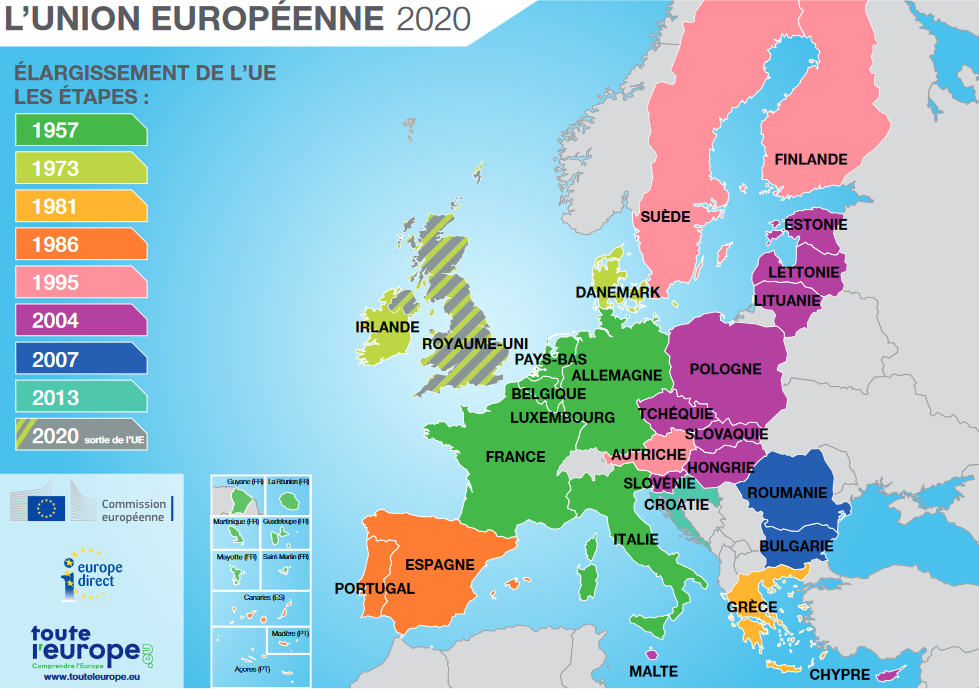 L'UNION EUROPÉENNE 2020
ÉLARGISSEMENT DE L'UE
LES ÉTAPES :
1957
1973
1981
1986
1995
2004
2007
2013
2020 sortie de l'UE
FINLANDE
SUÈDE
ESTONIE
LETTONIE
LITUANIE
DANEMARK
IRLANDE
ROYAUME-UNI
PAYS-BAS
ALLEMAGNE
POLOGNE
BELGIQUE
LUXEMBOURG
TCHÉQUIE
SLOVAQUIE
FRANCE
AUTRICHE
HONGRIE
SLOVÉNIE
CROATIE
ROUMANIE
ITALIE
BULGARIE
ESPAGNE
PORTUGAL
GRÈCE
MALTE
CHYPRE
Commission
européenne
europe
direct
toute
l'europe.eu
Comprendre l'Europe
www.touteleurope.eu
Guyane (FR)
La Réunion (FR)
Martinique (FR)
Guadeloupe (FR)
Mayotte (FR)
Saint-Martin (FR)
Canaries (ES)
Madère (PT)
Açores (PT)